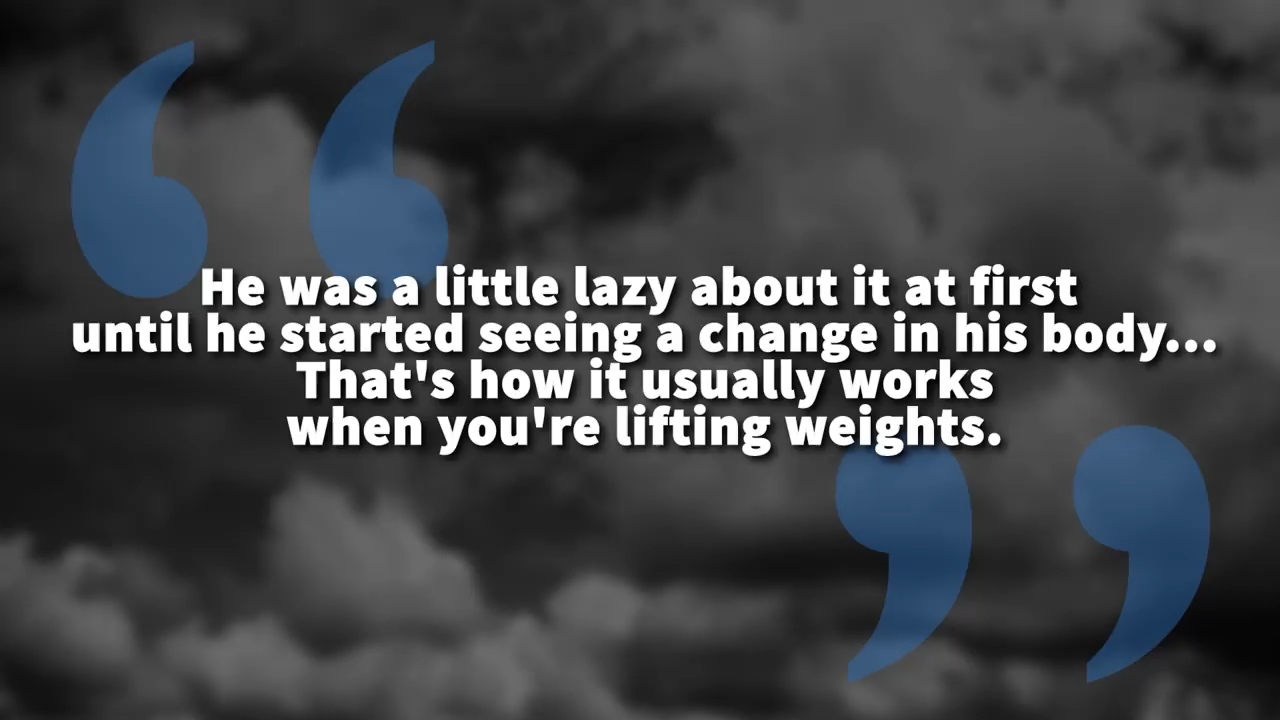 He was a little lazy about it at first
until he started seeing a change in his body...
That's how it usually works
when you're lifting weights.